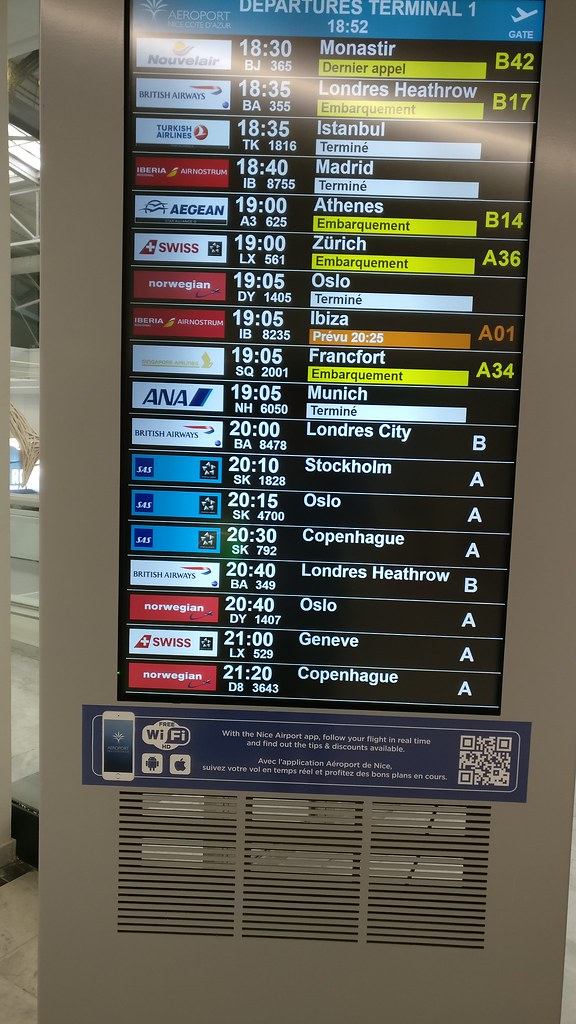 AEROPORT
NICE CÔTE D'AZUR
DEPARTURES TERMINAL 1
18:52
GATE
Nouvelair 18:30 Monastir B42
BJ 365 Dernier appel
BRITISH AIRWAYS 18:35 Londres Heathrow B17
BA 355 Embarquement
TURKISH AIRLINES 18:35 Istanbul
TK 1816 Terminé
IBERIA REGIONAL AIR NOSTRUM 18:40 Madrid
IB 8755 Terminé
AEGEAN 19:00 Athenes B14
A3 625 Embarquement
SWISS 19:00 Zürich A36
LX 561 Embarquement
norwegian 19:05 Oslo
DY 1405 Terminé
IBERIA REGIONAL AIR NOSTRUM 19:05 Ibiza A01
IB 8235 Prévu 20:25
SINGAPORE AIRLINES 19:05 Francfort A34
SQ 2001 Embarquement
ANA 19:05 Munich
NH 6050 Terminé
BRITISH AIRWAYS 20:00 Londres City B
BA 8478
SAS 20:10 Stockholm A
SK 1828
SAS 20:15 Oslo A
SK 4700
SAS 20:30 Copenhague A
SK 792
BRITISH AIRWAYS 20:40 Londres Heathrow B
BA 349
norwegian 20:40 Oslo A
DY 1407
SWISS 21:00 Geneve A
LX 529
norwegian 21:20 Copenhague A
D8 3643
FREE
WiFi
HD
With the Nice Airport app, follow your flight in real time
and find out the tips & discounts available.
Avec l'application Aéroport de Nice,
suivez votre vol en temps réel et profitez des bons plans en cours.